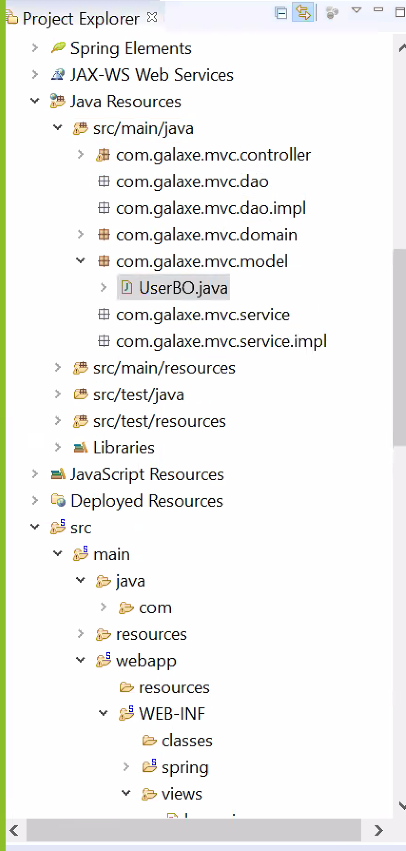 Project Explorer
Spring Elements
JAX-WS Web Services
Java Resources
src/main/java
com.galaxe.mvc.controller
com.galaxe.mvc.dao
com.galaxe.mvc.dao.impl
com.galaxe.mvc.domain
com.galaxe.mvc.model
UserBO.java
com.galaxe.mvc.service
com.galaxe.mvc.service.impl
src/main/resources
src/test/java
src/test/resources
Libraries
JavaScript Resources
Deployed Resources
src
main
java
com
resources
webapp
resources
WEB-INF
classes
spring
views